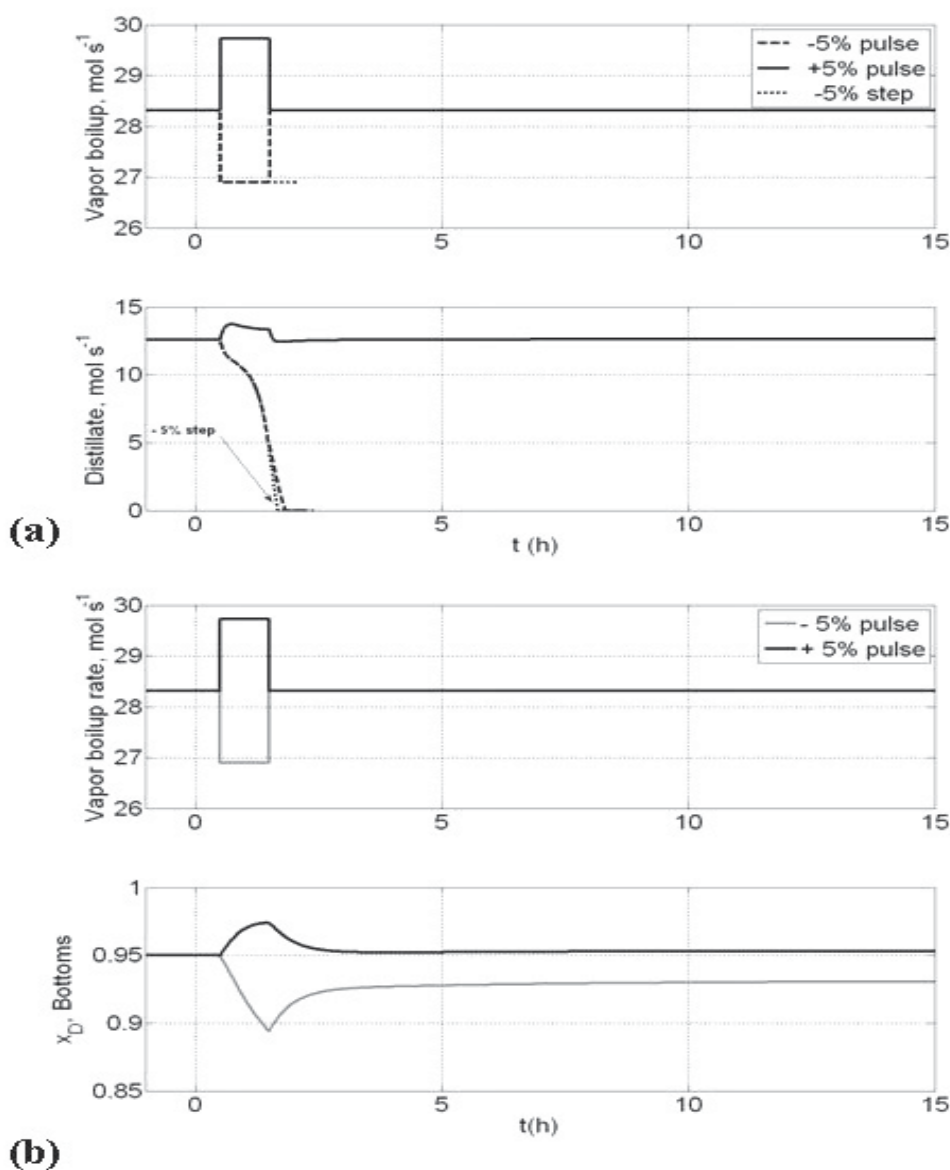 Vapor boilup, mol s-1
30
29
28
27
26
-5% pulse
+5% pulse
-5% step
0
5
10
15
Distillate, mol s-1
15
10
5
0
- 5% step
0
5
10
15
t (h)
(a)
Vapor boilup rate, mol s-1
30
29
28
27
26
- 5% pulse
+ 5% pulse
0
5
10
15
xD, Bottoms
1
0.95
0.9
0.85
0
5
10
15
t(h)
(b)